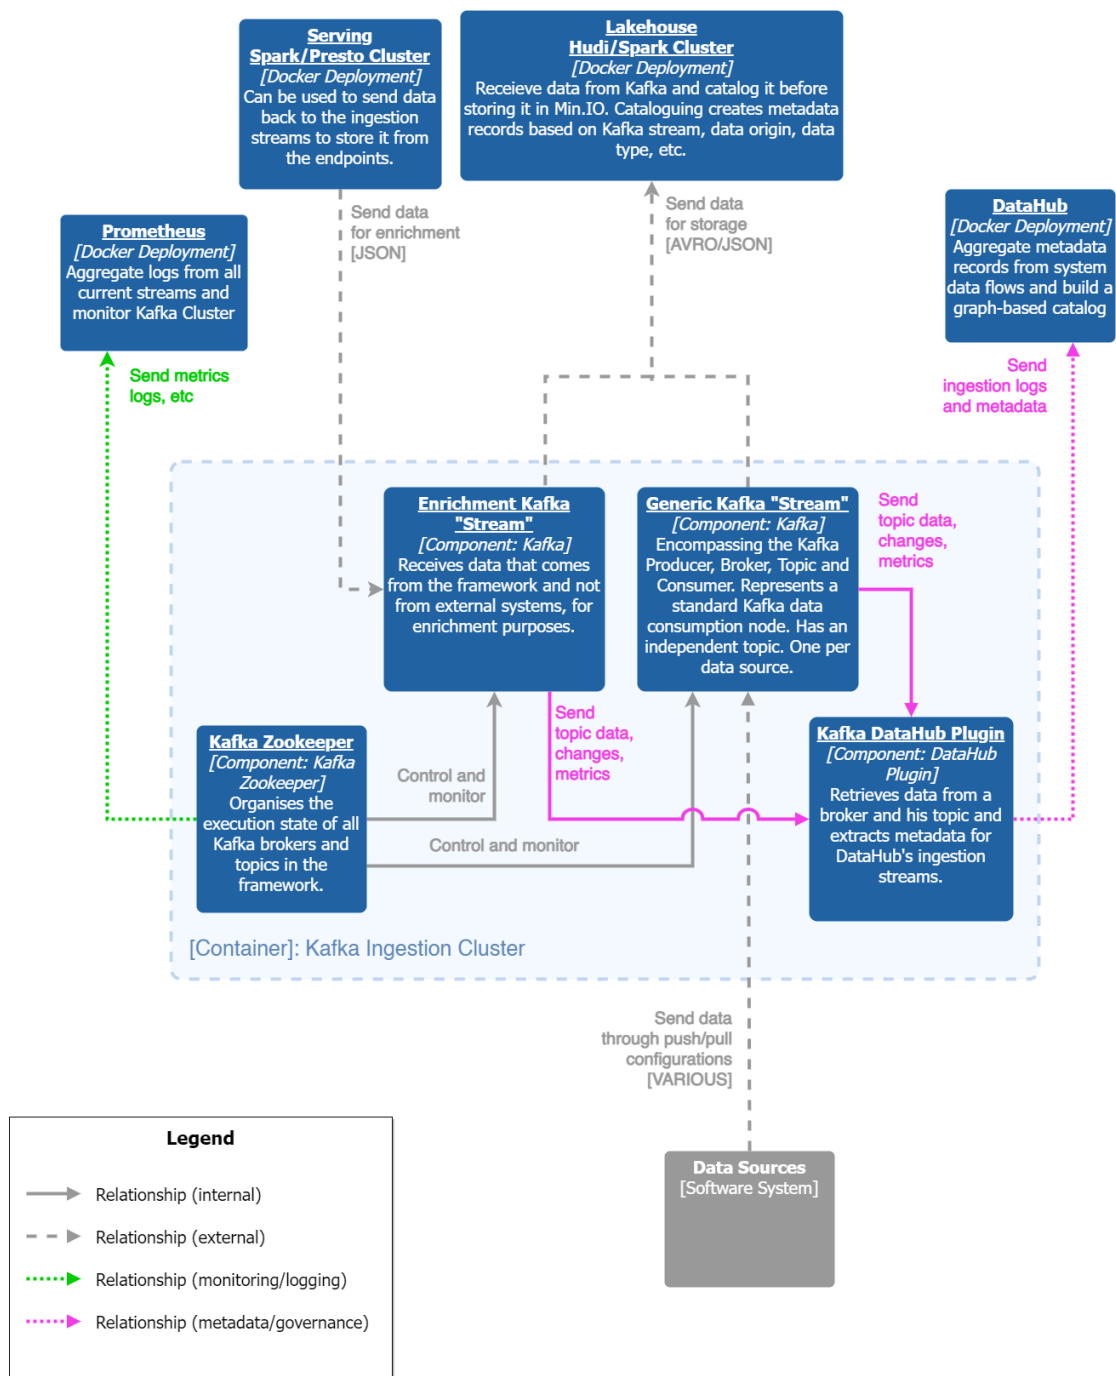 Serving
Spark/Presto Cluster
[Docker Deployment]
Can be used to send data
back to the ingestion
streams to store it from
the endpoints.
Lakehouse
Hudi/Spark Cluster
[Docker Deployment]
Receieve data from Kafka and catalog it before
storing it in Min.IO. Cataloguing creates metadata
records based on Kafka stream, data origin, data
type, etc.
Send data
for enrichment
[JSON]
Send data
for storage
[AVRO/JSON]
Prometheus
[Docker Deployment]
Aggregate logs from all
current streams and
monitor Kafka Cluster
DataHub
[Docker Deployment]
Aggregate metadata
records from system
data flows and build a
graph-based catalog
Send metrics
logs, etc
Send
ingestion logs
and metadata
Enrichment Kafka
"Stream"
[Component: Kafka]
Receives data that comes
from the framework and not
from external systems, for
enrichment purposes.
Generic Kafka "Stream"
[Component: Kafka]
Encompassing the Kafka
Producer, Broker, Topic and
Consumer. Represents a
standard Kafka data
consumption node. Has an
independent topic. One per
data source.
Send
topic data,
changes,
metrics
Kafka Zookeeper
[Component: Kafka
Zookeeper]
Organises the
execution state of all
Kafka brokers and
topics in the
framework.
Control and
monitor
Control and monitor
Send
topic data,
changes,
metrics
Kafka DataHub Plugin
[Component: DataHub
Plugin]
Retrieves data from a
broker and his topic and
extracts metadata for
DataHub's ingestion
streams.
[Container]: Kafka Ingestion Cluster
Send data
through push/pull
configurations
[VARIOUS]
Data Sources
[Software System]
Legend
Relationship (internal)
Relationship (external)
Relationship (monitoring/logging)
Relationship (metadata/governance)